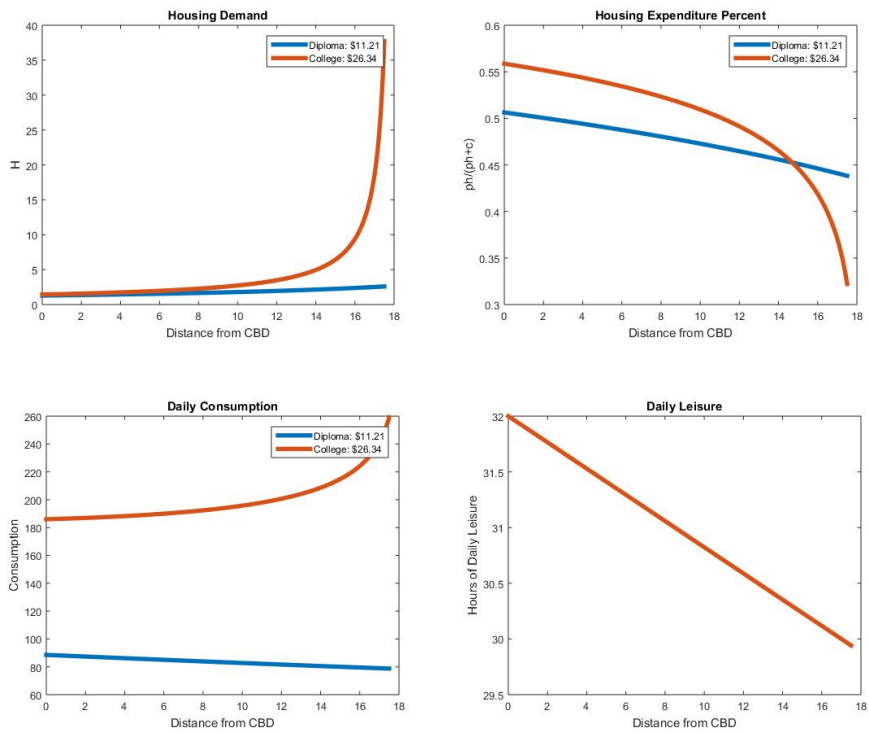 Housing Demand
40
35
30
25
20
15
10
5
0
H
Diploma: $11.21
College: $26.34
0 2 4 6 8 10 12 14 16 18
Distance from CBD
Housing Expenditure Percent
0.6
0.55
0.5
0.45
0.4
0.35
0.3
ph/(ph+c)
Diploma: $11.21
College: $26.34
0 2 4 6 8 10 12 14 16 18
Distance from CBD
Daily Consumption
260
240
220
200
180
160
140
120
100
80
60
Consumption
Diploma: $11.21
College: $26.34
0 2 4 6 8 10 12 14 16 18
Distance from CBD
Daily Leisure
32
31.5
31
30.5
30
29.5
Hours of Daily Leisure
0 2 4 6 8 10 12 14 16 18
Distance from CBD